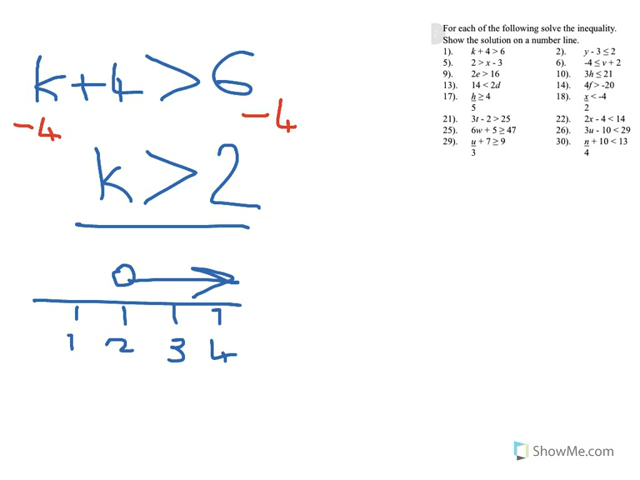 k+4>6
-4 -4
k>2
1 2 3 4
For each of the following solve the inequality.
Show the solution on a number line.
1). k + 4 > 6 2). y - 3 ≤ 2
5). 2 > x - 3 6). -4 ≤ v + 2
9). 2e > 16 10). 3h ≤ 21
13). 14 < 2d 14). 4f > -20
17). h ≥ 4 18). x < -4
5 2
21). 3t - 2 > 25 22). 2x - 4 < 14
25). 6w + 5 ≥ 47 26). 3u - 10 < 29
29). u + 7 ≥ 9 30). n + 10 < 13
3 4
ShowMe.com